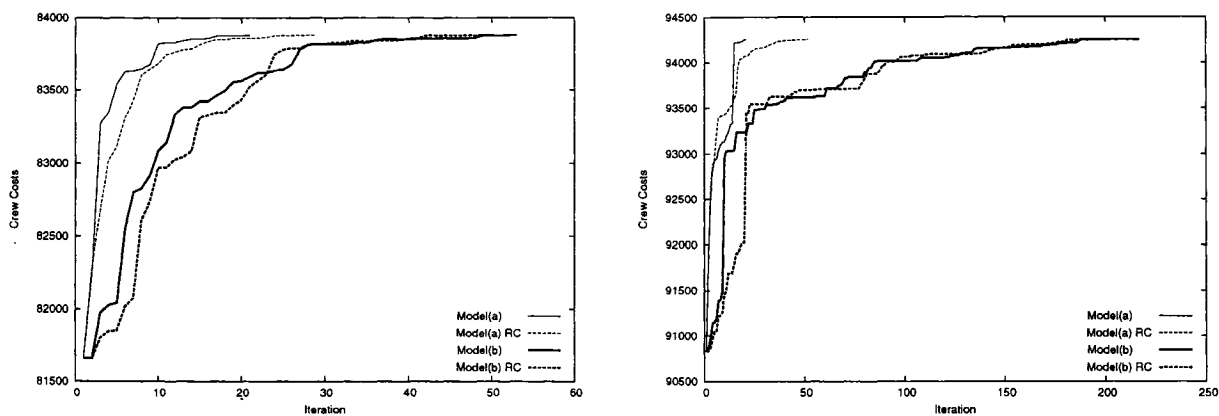 84000
83500
83000
82500
82000
81500
Crew Costs
0
10
20
30
40
50
60
Iteration
Model(a)
Model(a) RC
Model(b)
Model(b) RC
94500
94000
93500
93000
92500
92000
91500
91000
90500
Crew Costs
0
50
100
150
200
250
Iteration
Model(a)
Model(a) RC
Model(b)
Model(b) RC